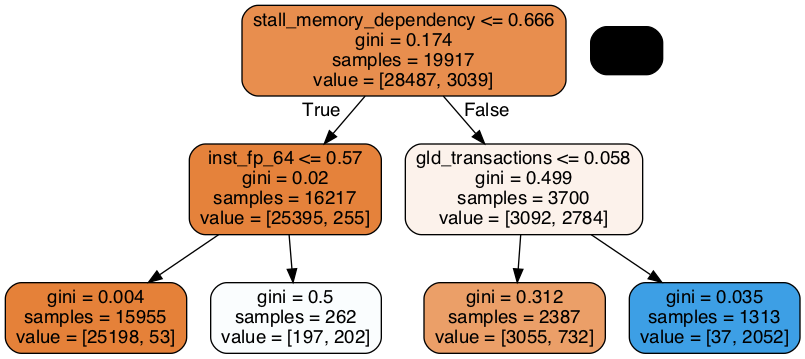 stall_memory_dependency <= 0.666
gini = 0.174
samples = 19917
value = [28487, 3039]
True
False
inst_fp_64 <= 0.57
gini = 0.02
samples = 16217
value = [25395, 255]
gld_transactions <= 0.058
gini = 0.499
samples = 3700
value = [3092, 2784]
gini = 0.004
samples = 15955
value = [25198, 53]
gini = 0.5
samples = 262
value = [197, 202]
gini = 0.312
samples = 2387
value = [3055, 732]
gini = 0.035
samples = 1313
value = [37, 2052]